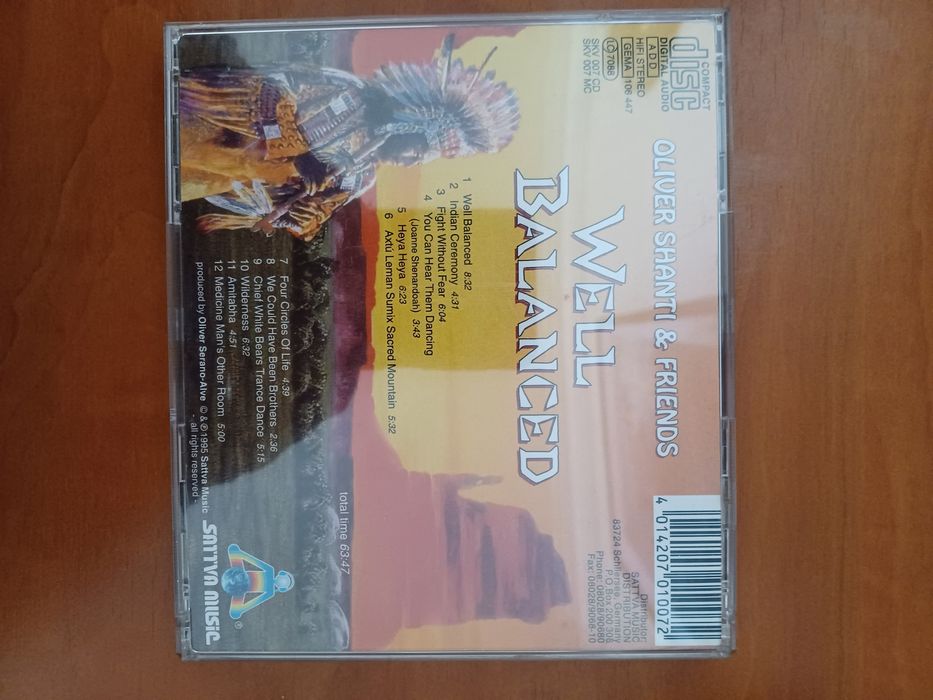 COMPACT
disc
DIGITAL AUDIO
ADD
HIFI STEREO
GEMA 106 447
LC 7088
SKV 007 CD
SKV 007 MC
OLIVER SHANTI & FRIENDS
WELL
BALANCED
4 014207 010072
Distributor:
SATTVA MUSIC
DISTRIBUTION
P.O.Box 200 308
83724 Schliersee, Germany
1 Well Balanced 8:32
2 Indian Ceremony 4:31
3 Fight Without Fear 6:04
4 You Can Hear Them Dancing
(Joanne Shenandoah) 3:43
5 Heya Heya 6:23
6 Axtu Leman Sumix Sacred Mountain 5:32
7 Four Circles Of Life 4:39
8 We Could Have Been Brothers 2:36
9 Chief White Bears Trance Dance 5:15
10 Wilderness 6:32
11 Amitabha 4:51
12 Medicine Man's Other Room 5:00
total time 63:47
produced by Oliver Serano-Alve © & ℗ 1995 Sattva Music
- all rights reserved -
SATTVA MUSIC ®